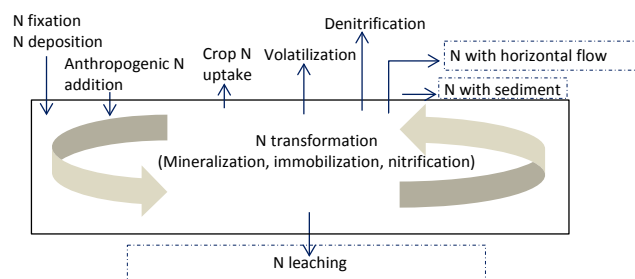 N fixation
N deposition
Anthropogenic N
addition
Crop N
uptake
Volatilization
Denitrification
N with horizontal flow
N with sediment
N transformation
(Mineralization, immobilization, nitrification)
N leaching